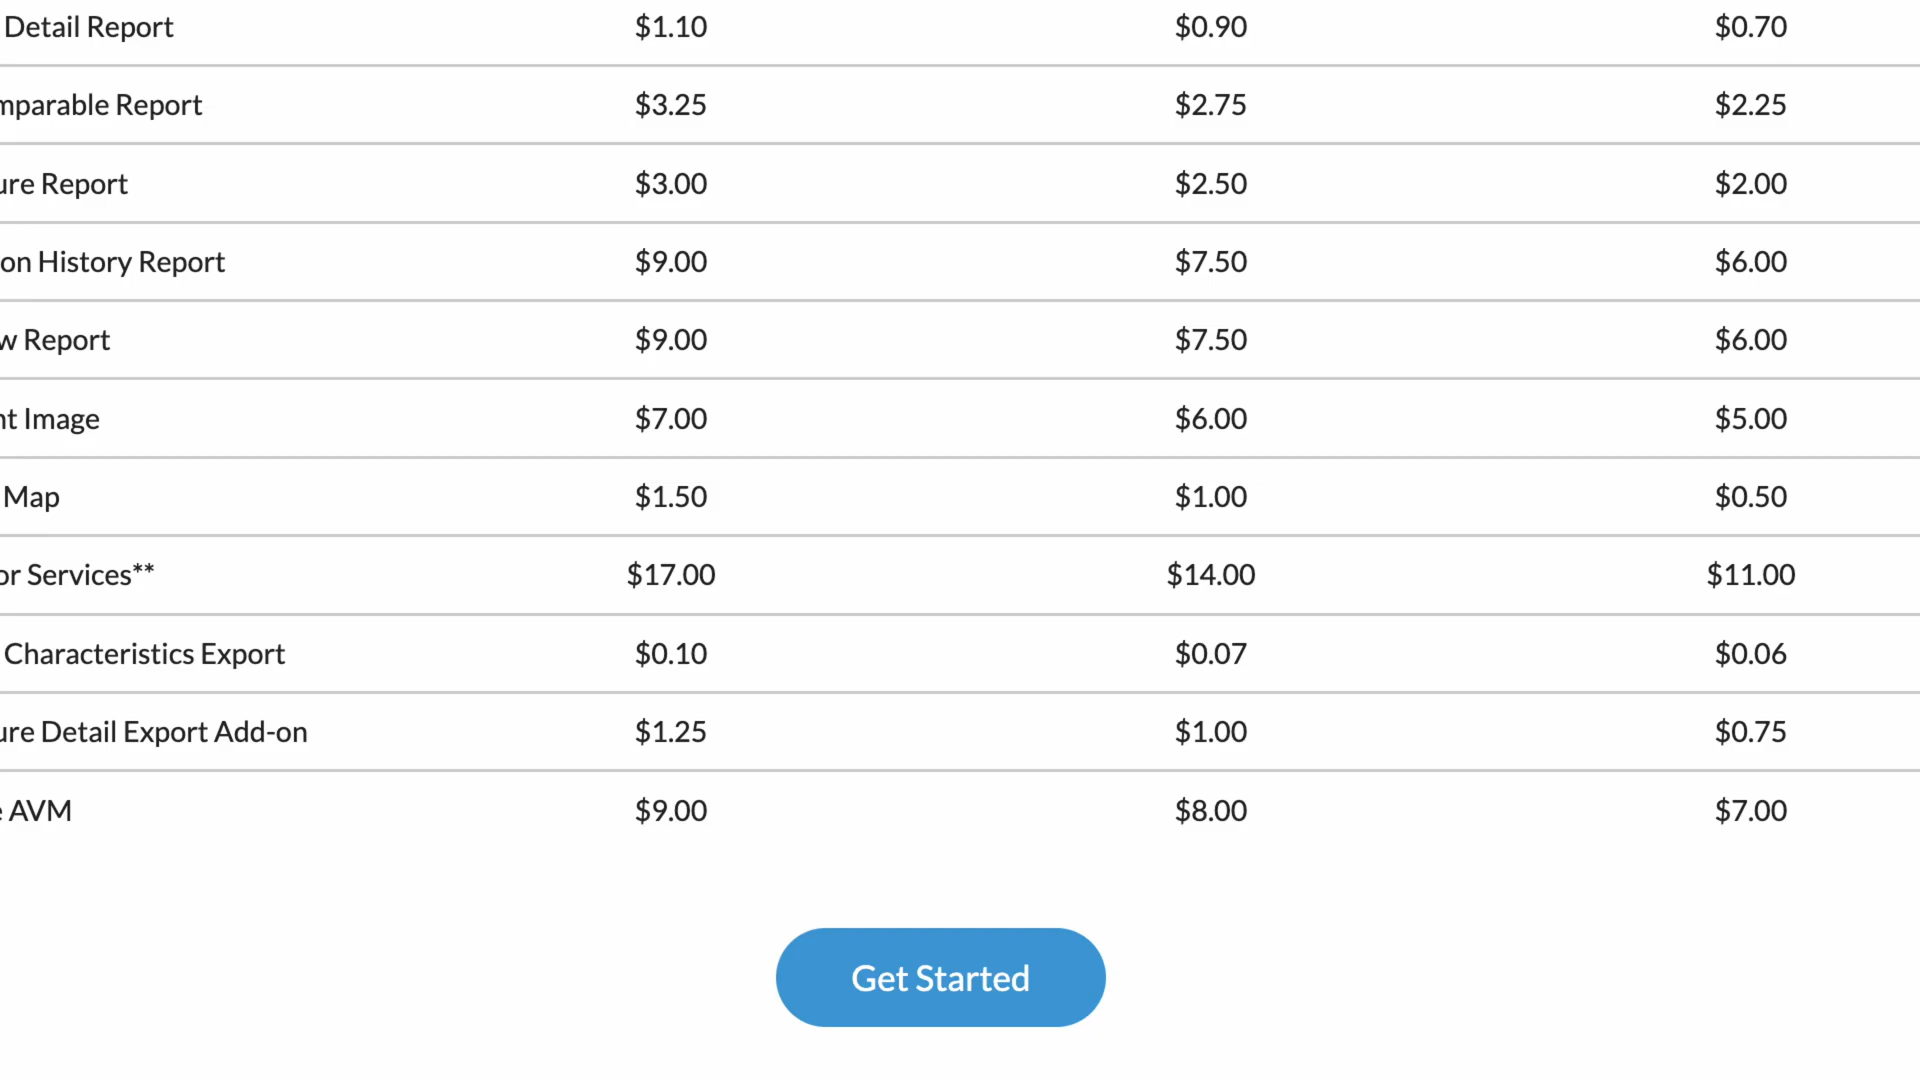 Detail Report $1.10 $0.90 $0.70
mparable Report $3.25 $2.75 $2.25
ure Report $3.00 $2.50 $2.00
on History Report $9.00 $7.50 $6.00
w Report $9.00 $7.50 $6.00
nt Image $7.00 $6.00 $5.00
Map $1.50 $1.00 $0.50
or Services** $17.00 $14.00 $11.00
Characteristics Export $0.10 $0.07 $0.06
ure Detail Export Add-on $1.25 $1.00 $0.75
e AVM $9.00 $8.00 $7.00
Get Started